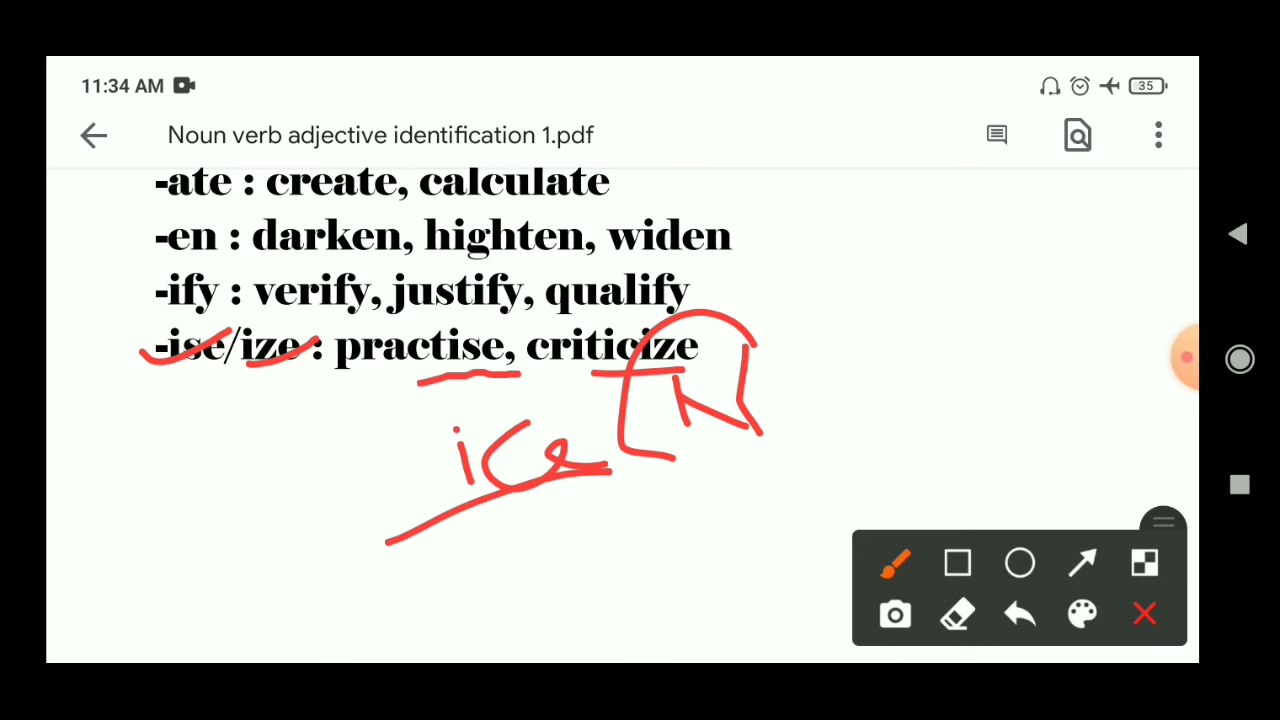 11:34 AM 35
Noun verb adjective identification 1.pdf
-ate : create, calculate
-en : darken, highten, widen
-ify : verify, justify, qualify
-ise/ize : practise, criticize
ice (N)